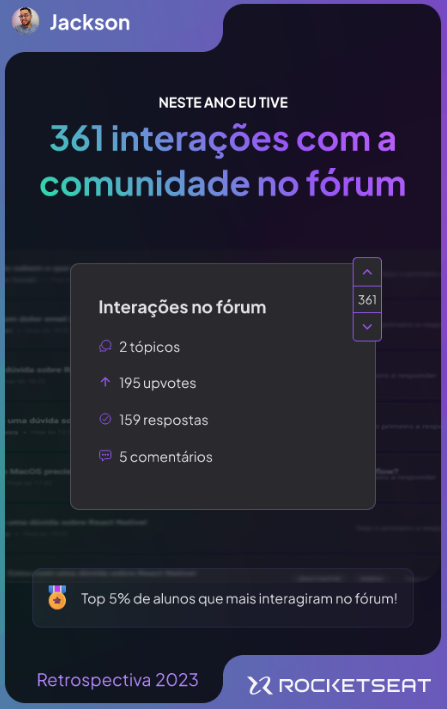 Jackson
NESTE ANO EU TIVE
361 interações com a
comunidade no fórum
361
Interações no fórum
2 tópicos
195 upvotes
159 respostas
5 comentários
Top 5% de alunos que mais interagiram no fórum!
Retrospectiva 2023
ROCKETSEAT